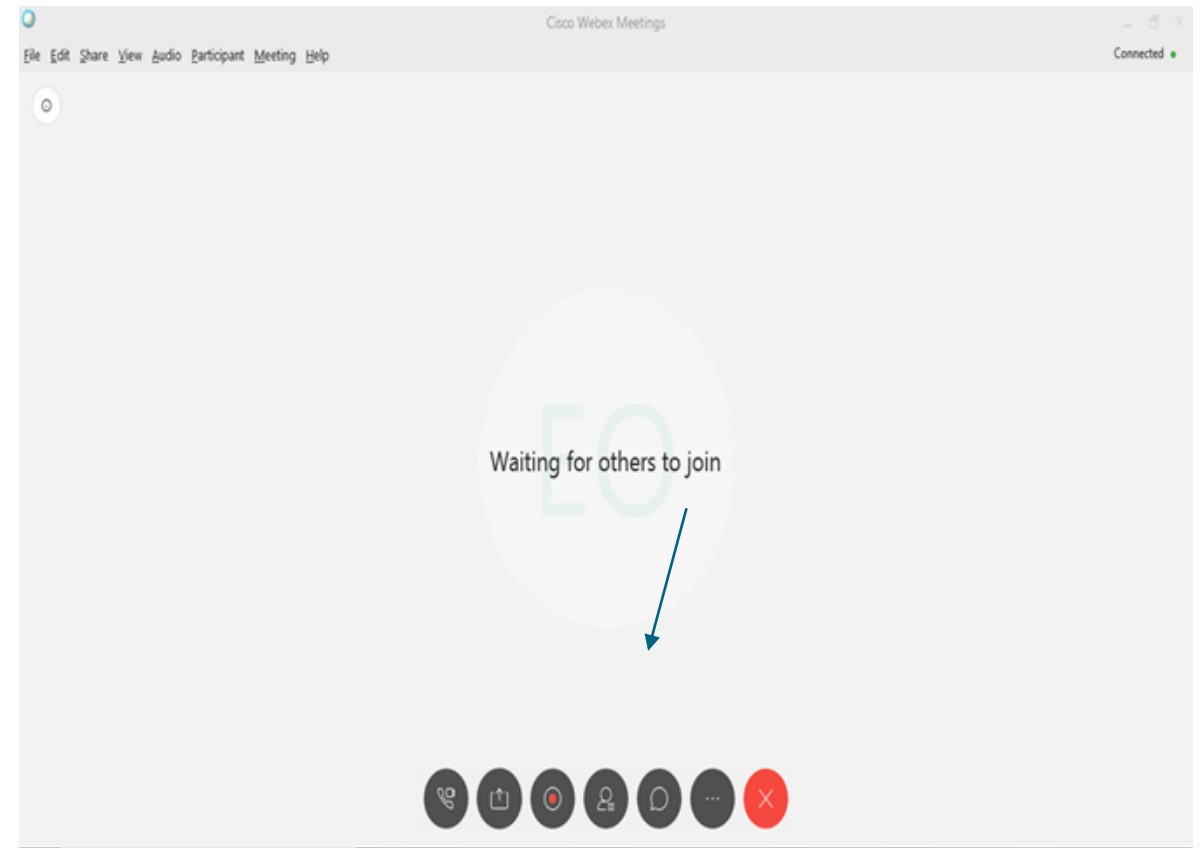 Cisco Webex Meetings
File Edit Share View Audio Participant Meeting Help
Connected
EO
Waiting for others to join